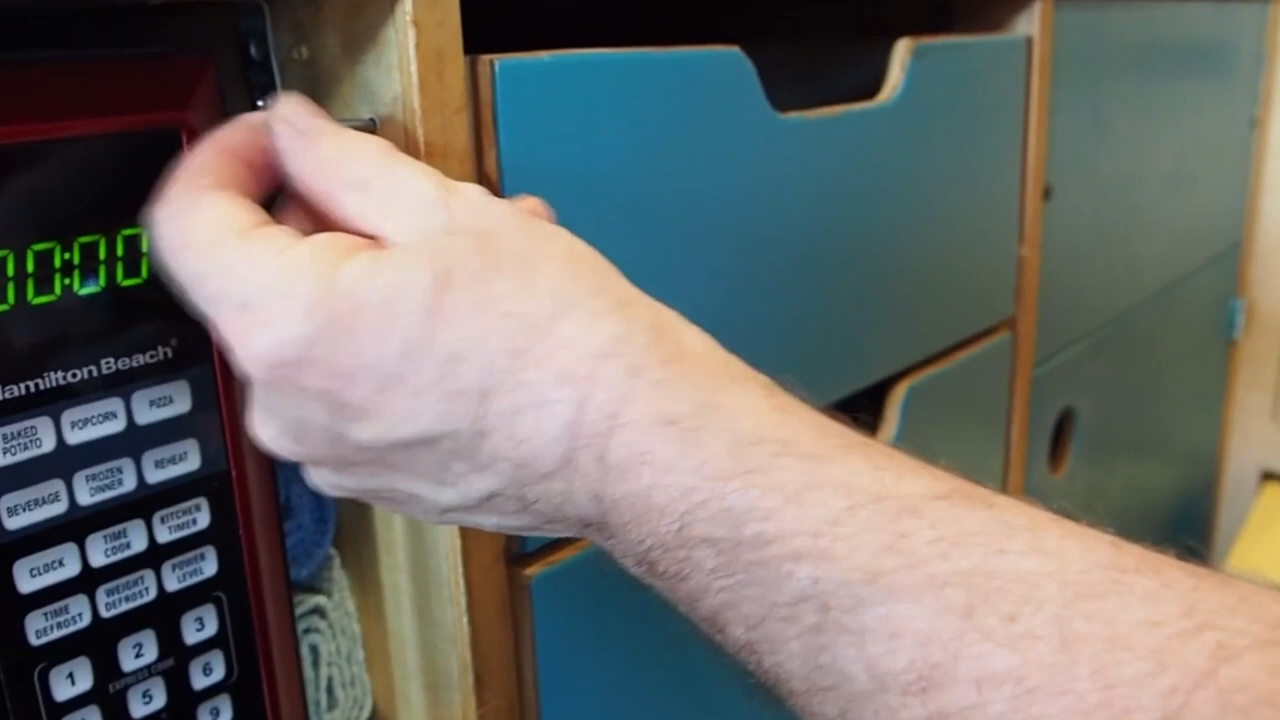 00:00
Hamilton Beach
BAKED POTATO POPCORN PIZZA
BEVERAGE FROZEN DINNER REHEAT
CLOCK TIME COOK KITCHEN TIMER
TIME DEFROST WEIGHT DEFROST POWER LEVEL
1 2 3
EXPRESS COOK
5 6
9